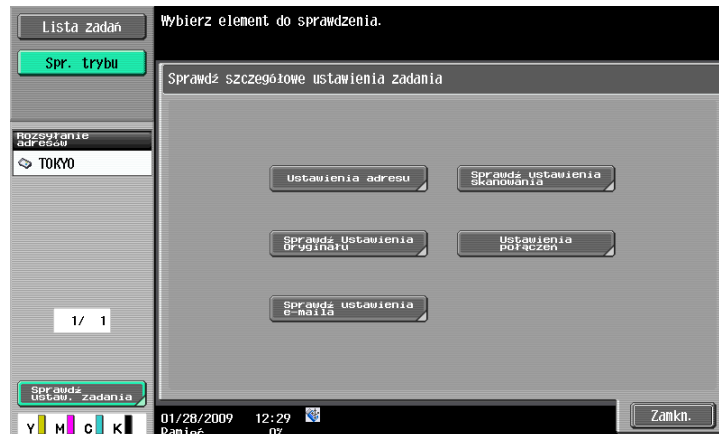 Lista zadań
Wybierz element do sprawdzenia.
Spr. trybu
Sprawdź szczegółowe ustawienia zadania
Rozsyłanie
adresów
TOKYO
Ustawienia adresu
Sprawdź ustawienia
skanowania
Sprawdź Ustawienia
Oryginału
Ustawienia
połączeń
Sprawdź ustawienia
e-maila
1/ 1
Sprawdź
ustaw. zadania
Zamkn.
01/28/2009 12:29
Y M C K
Pamięć 0%